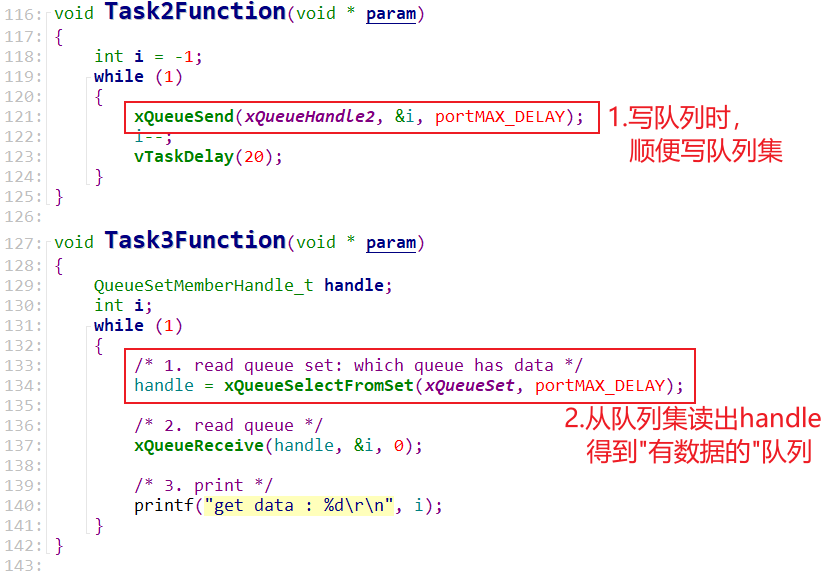 116: void Task2Function(void * param)
117: {
118: int i = -1;
119: while (1)
120: {
121: xQueueSend(xQueueHandle2, &i, portMAX_DELAY);
122: i--;
123: vTaskDelay(20);
124: }
125: }
126:
1.写队列时，
顺便写队列集
127: void Task3Function(void * param)
128: {
129: QueueSetMemberHandle_t handle;
130: int i;
131: while (1)
132: {
133: /* 1. read queue set: which queue has data */
134: handle = xQueueSelectFromSet(xQueueSet, portMAX_DELAY);
135:
136: /* 2. read queue */
137: xQueueReceive(handle, &i, 0);
138:
139: /* 3. print */
140: printf("get data : %d\r\n", i);
141: }
142: }
143:
2.从队列集读出handle
得到"有数据的"队列